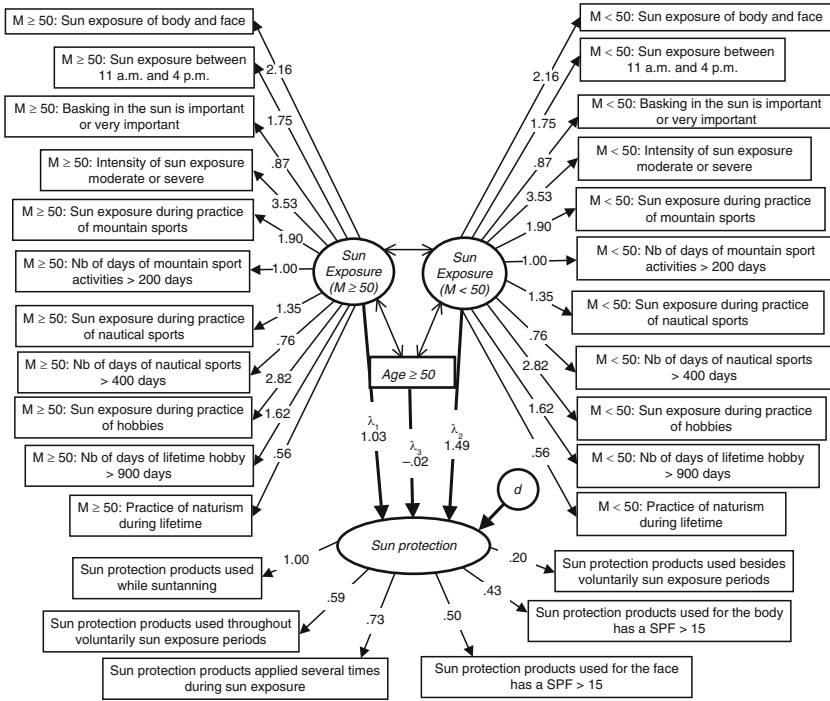 M ≥ 50: Sun exposure of body and face
M ≥ 50: Sun exposure between
11 a.m. and 4 p.m.
M ≥ 50: Basking in the sun is important
or very important
M ≥ 50: Intensity of sun exposure
moderate or severe
M ≥ 50: Sun exposure during practice
of mountain sports
M ≥ 50: Nb of days of mountain sport
activities > 200 days
M ≥ 50: Sun exposure during practice
of nautical sports
M ≥ 50: Nb of days of nautical sports
> 400 days
M ≥ 50: Sun exposure during practice
of hobbies
M ≥ 50: Nb of days of lifetime hobby
> 900 days
M ≥ 50: Practice of naturism
during lifetime
2.16
1.75
.87
3.53
1.90
1.00
1.35
.76
2.82
1.62
.56
Sun
Exposure
(M ≥ 50)
Sun
Exposure
(M < 50)
Age ≥ 50
λ1
1.03
λ3
–.02
λ2
1.49
d
M < 50: Sun exposure of body and face
M < 50: Sun exposure between
11 a.m. and 4 p.m.
M < 50: Basking in the sun is important
or very important
M < 50: Intensity of sun exposure
moderate or severe
M < 50: Sun exposure during practice
of mountain sports
M < 50: Nb of days of mountain sport
activities > 200 days
M < 50: Sun exposure during practice
of nautical sports
M < 50: Nb of days of nautical sports
> 400 days
M < 50: Sun exposure during practice
of hobbies
M < 50: Nb of days of lifetime hobby
> 900 days
M < 50: Practice of naturism
during lifetime
2.16
1.75
.87
3.53
1.90
1.00
1.35
.76
2.82
1.62
.56
Sun protection
1.00
.59
.73
.50
.43
.20
Sun protection products used
while suntanning
Sun protection products used throughout
voluntarily sun exposure periods
Sun protection products applied several times
during sun exposure
Sun protection products used for the face
has a SPF > 15
Sun protection products used for the body
has a SPF > 15
Sun protection products used besides
voluntarily sun exposure periods